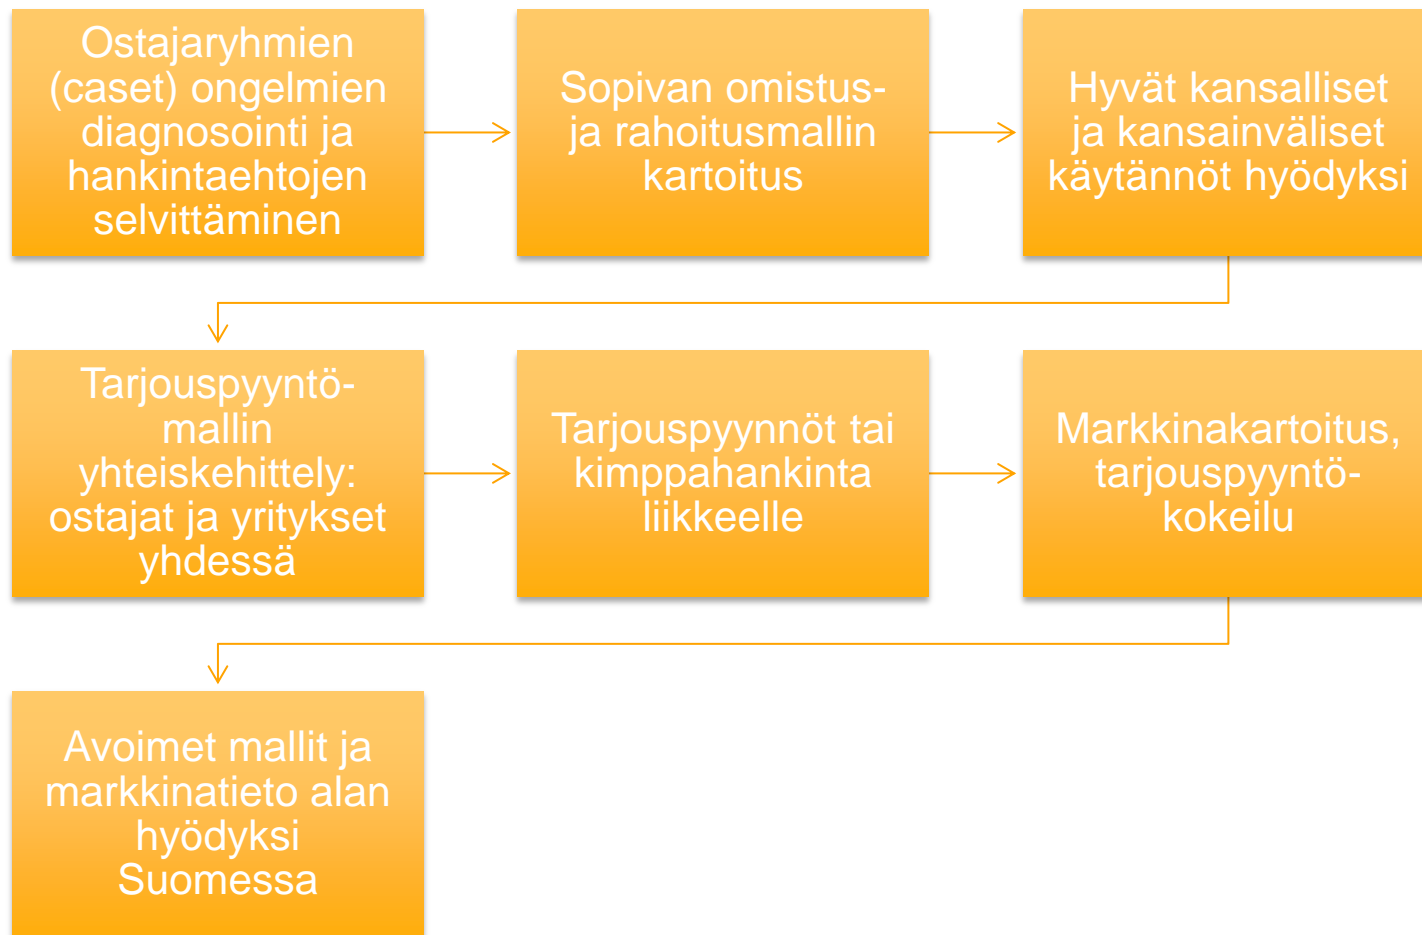 Ostajaryhmien
(caset) ongelmien
diagnosointi ja
hankintaehtojen
selvittäminen
Sopivan omistus-
ja rahoitusmallin
kartoitus
Hyvät kansalliset
ja kansainväliset
käytännöt hyödyksi
Tarjouspyyntö-
mallin
yhteiskehittely:
ostajat ja yritykset
yhdessä
Tarjouspyynnöt tai
kimppahankinta
liikkeelle
Markkinakartoitus,
tarjouspyyntö-
kokeilu
Avoimet mallit ja
markkinatieto alan
hyödyksi
Suomessa